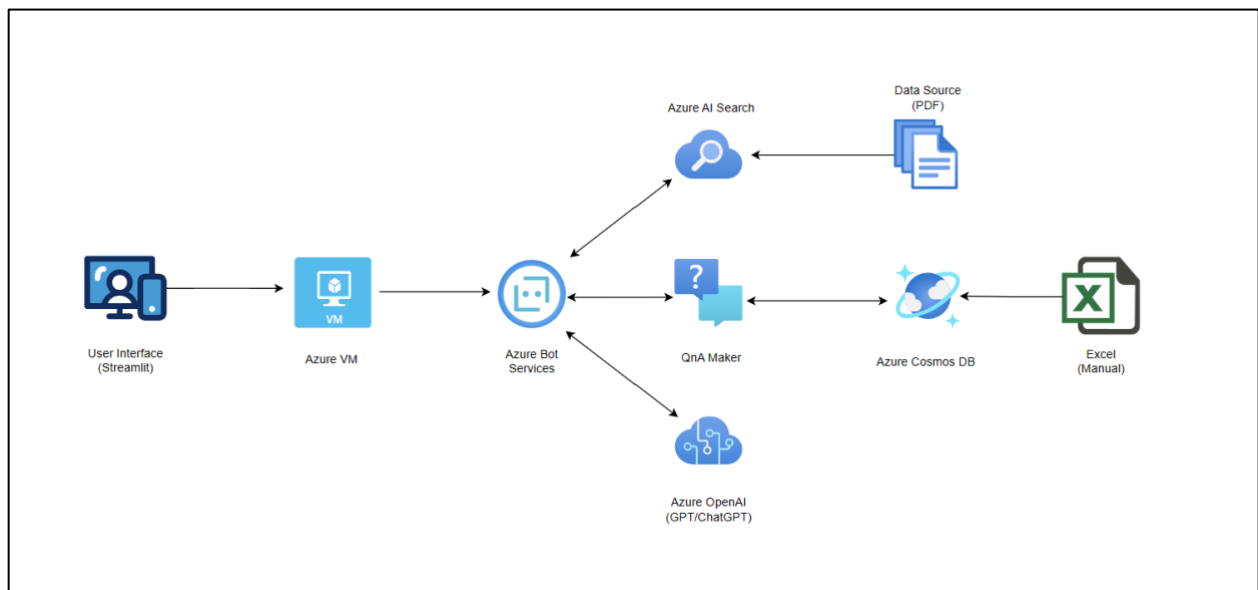 Azure AI Search
Data Source
(PDF)
User Interface
(Streamlit)
VM
Azure VM
Azure Bot
Services
?
QnA Maker
Azure Cosmos DB
X
Excel
(Manual)
Azure OpenAI
(GPT/ChatGPT)